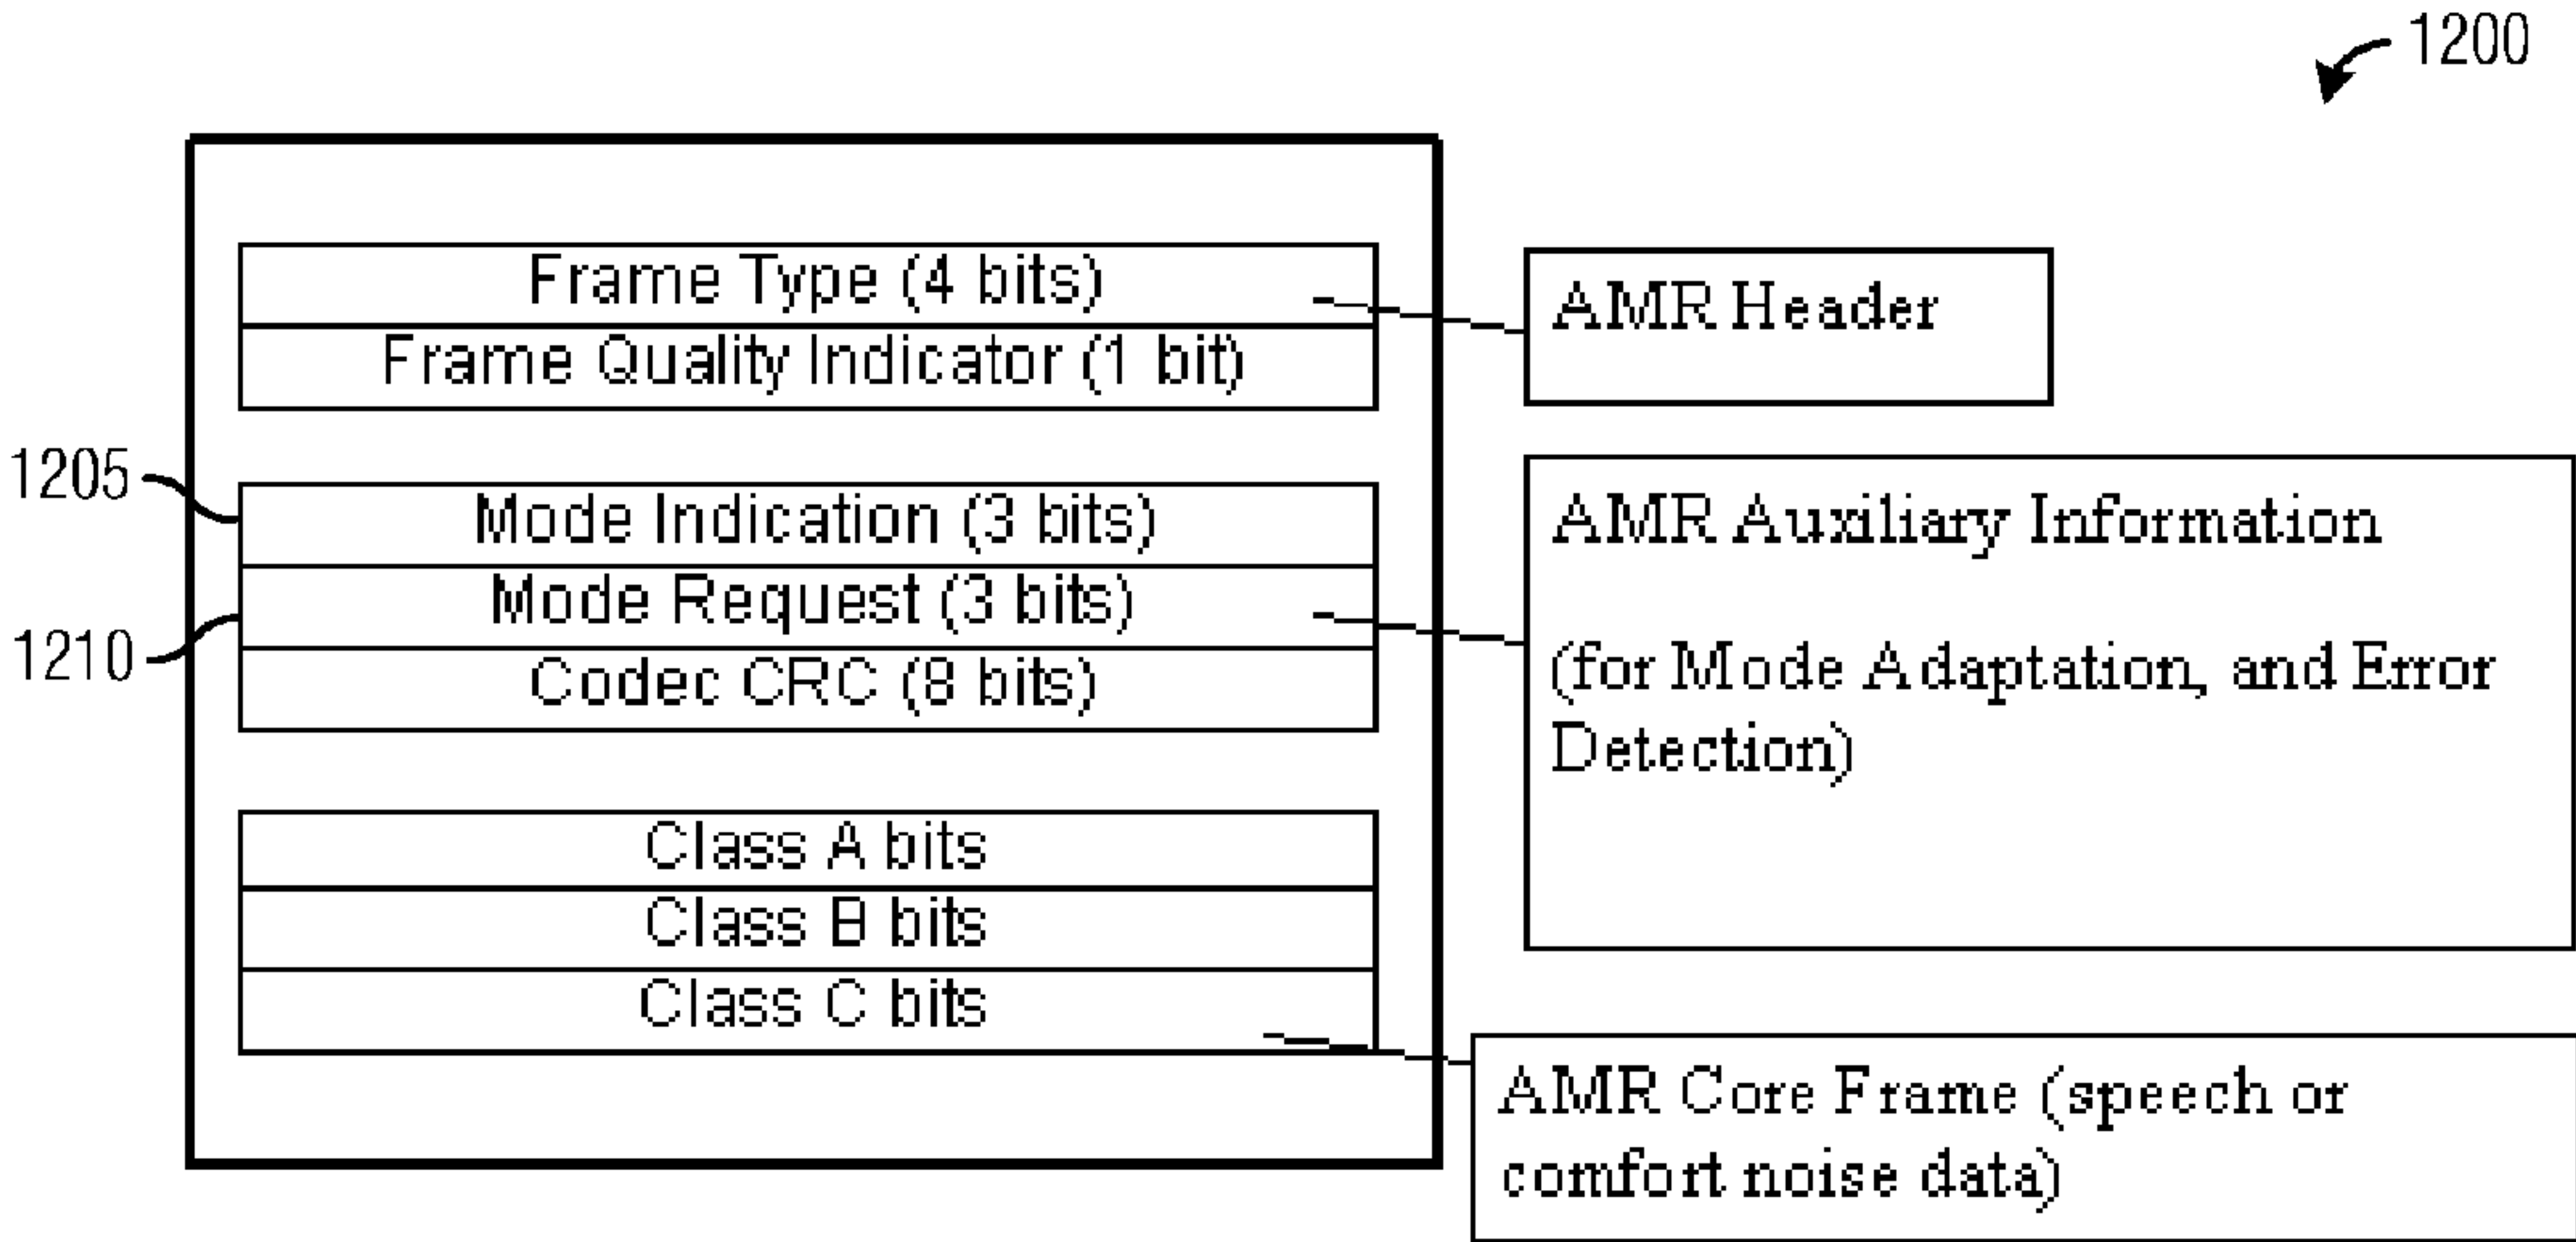 1200
Frame Type (4 bits)
Frame Quality Indicator (1 bit)
AMR Header
1205
Mode Indication (3 bits)
1210
Mode Request (3 bits)
Codec CRC (8 bits)
AMR Auxiliary Information
(for Mode Adaptation, and Error
Detection)
Class A bits
Class B bits
Class C bits
AMR Core Frame (speech or
comfort noise data)